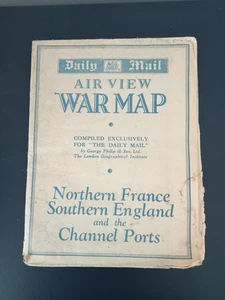 Daily Mail
AIR VIEW
WAR MAP
COMPILED EXCLUSIVELY
FOR "THE DAILY MAIL"
by George Philip & Son, Ltd.
The London Geographical Institute
Northern France
Southern England
and the
Channel Ports